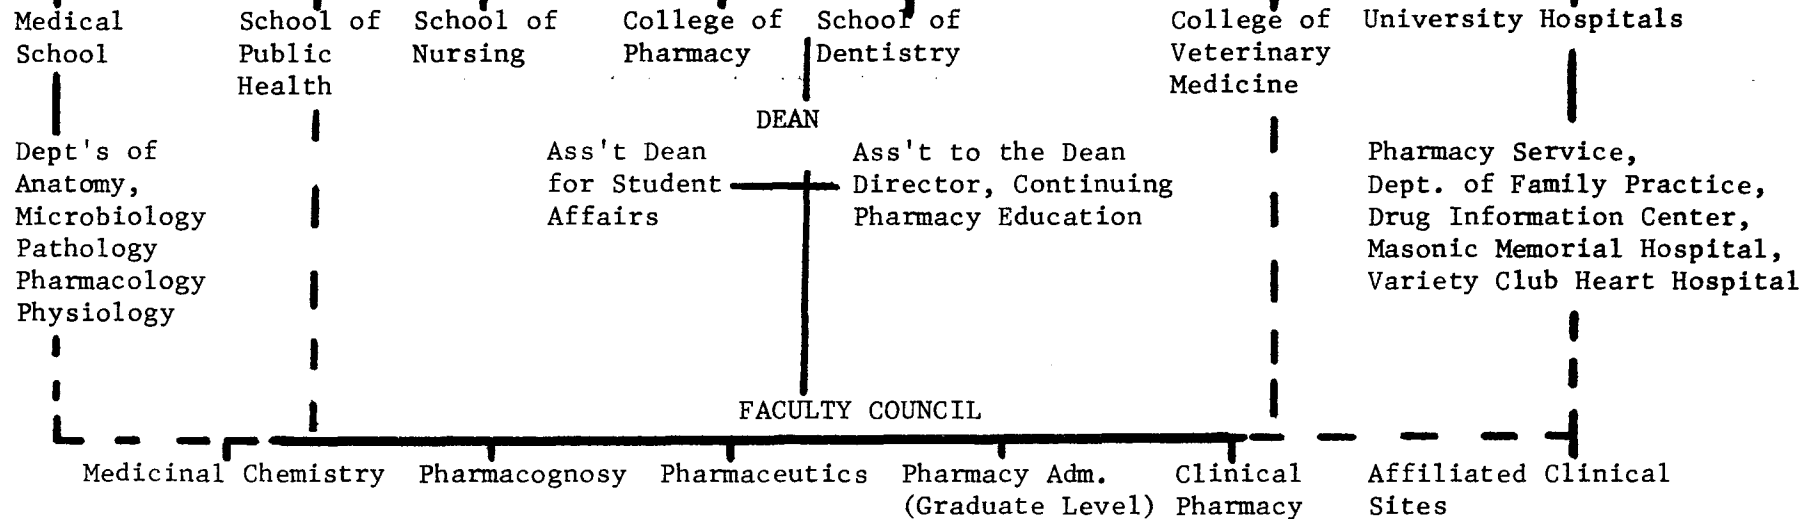 Medical
School
School of
Public
Health
School of
Nursing
College of
Pharmacy
School of
Dentistry
College of
Veterinary
Medicine
University Hospitals
DEAN
Dept's of
Anatomy,
Microbiology
Pathology
Pharmacology
Physiology
Ass't Dean
for Student
Affairs
Ass't to the Dean
Director, Continuing
Pharmacy Education
Pharmacy Service,
Dept. of Family Practice,
Drug Information Center,
Masonic Memorial Hospital,
Variety Club Heart Hospital
FACULTY COUNCIL
Medicinal Chemistry
Pharmacognosy
Pharmaceutics
Pharmacy Adm.
(Graduate Level)
Clinical
Pharmacy
Affiliated Clinical
Sites